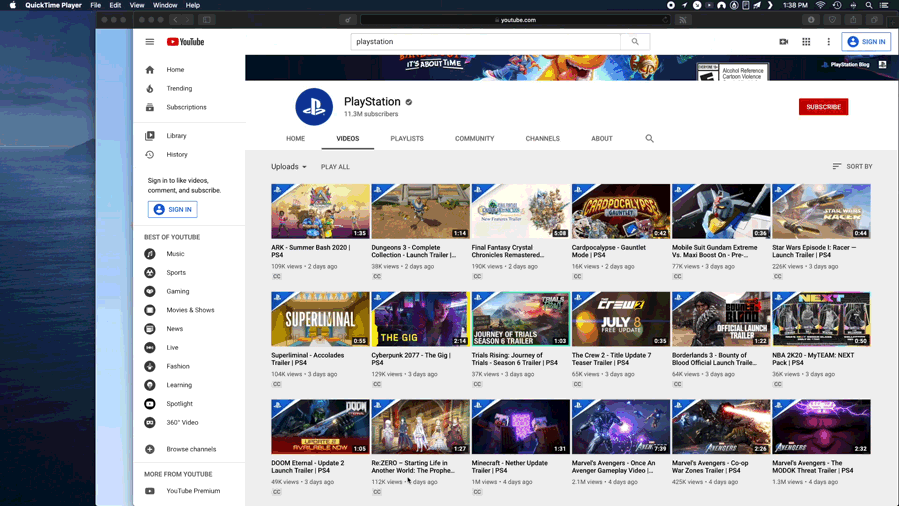 QuickTime Player File Edit View Window Help
1:38 PM
youtube.com
YouTube
playstation
SIGN IN
Home
Trending
Subscriptions
Library
History
Sign in to like videos,
comment, and subscribe.
SIGN IN
BEST OF YOUTUBE
Music
Sports
Gaming
Movies & Shows
News
Live
Fashion
Learning
Spotlight
360° Video
Browse channels
MORE FROM YOUTUBE
YouTube Premium
IT'S ABOUT TIME
Alcohol Reference
Cartoon Violence
PlayStation Blog
PlayStation
11.3M subscribers
SUBSCRIBE
HOME VIDEOS PLAYLISTS COMMUNITY CHANNELS ABOUT
Uploads PLAY ALL SORT BY
1:35
ARK - Summer Bash 2020 |
PS4
109K views • 2 days ago
CC
1:14
Dungeons 3 - Complete
Collection - Launch Trailer |...
38K views • 2 days ago
New Features Trailer
5:08
Final Fantasy Crystal
Chronicles Remastered...
190K views • 2 days ago
CC
CARDPOCALYPSE
GAUNTLET
0:42
Cardpocalypse - Gauntlet
Mode | PS4
16K views • 2 days ago
CC
0:36
Mobile Suit Gundam Extreme
Vs. Maxi Boost On - Pre-...
77K views • 3 days ago
CC
STAR WARS
RACER
0:44
Star Wars Episode I: Racer —
Launch Trailer | PS4
226K views • 3 days ago
CC
SUPERLIMINAL
0:55
Superliminal - Accolades
Trailer | PS4
104K views • 3 days ago
CC
THE GIG
2:14
Cyberpunk 2077 - The Gig |
PS4
129K views • 3 days ago
TRIALS RISING
JOURNEY OF TRIALS
SEASON 6 TRAILER
1:03
Trials Rising: Journey of
Trials - Season 6 Trailer | PS4
37K views • 3 days ago
CC
THE CREW 2
JULY 8
FREE UPDATE
0:35
The Crew 2 - Title Update 7
Teaser Trailer | PS4
65K views • 3 days ago
CC
BOUNTY OF
BLOOD
OFFICIAL LAUNCH
TRAILER
1:22
Borderlands 3 - Bounty of
Blood Official Launch Traile...
64K views • 3 days ago
CC
NEXT
0:50
NBA 2K20 - MyTEAM: NEXT
Pack | PS4
36K views • 3 days ago
CC
DOOM
UPDATE 2
AVAILABLE NOW
1:05
DOOM Eternal - Update 2
Launch Trailer | PS4
49K views • 3 days ago
CC
1:27
Re:ZERO – Starting Life in
Another World: The Prophe...
112K views • 3 days ago
CC
1:31
Minecraft - Nether Update
Trailer | PS4
1M views • 4 days ago
CC
AVENGERS
7:39
Marvel's Avengers - Once An
Avenger Gameplay Video |...
2.1M views • 4 days ago
AVENGERS
2:26
Marvel's Avengers - Co-op
War Zones Trailer | PS4
425K views • 4 days ago
AVENGERS
2:32
Marvel's Avengers - The
MODOK Threat Trailer | PS4
1.3M views • 4 days ago